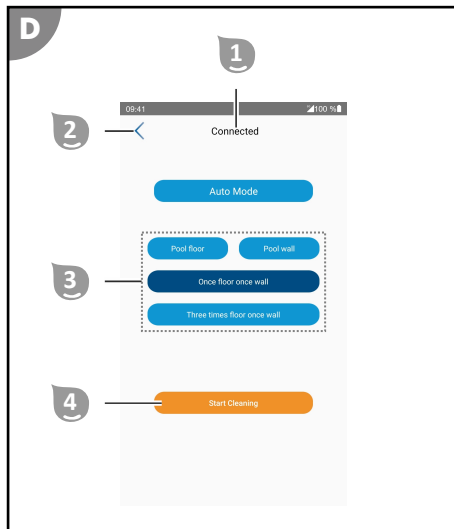 D
1
09:41 100 %
2
Connected
Auto Mode
Pool floor Pool wall
3
Once floor once wall
Three times floor once wall
4
Start Cleaning